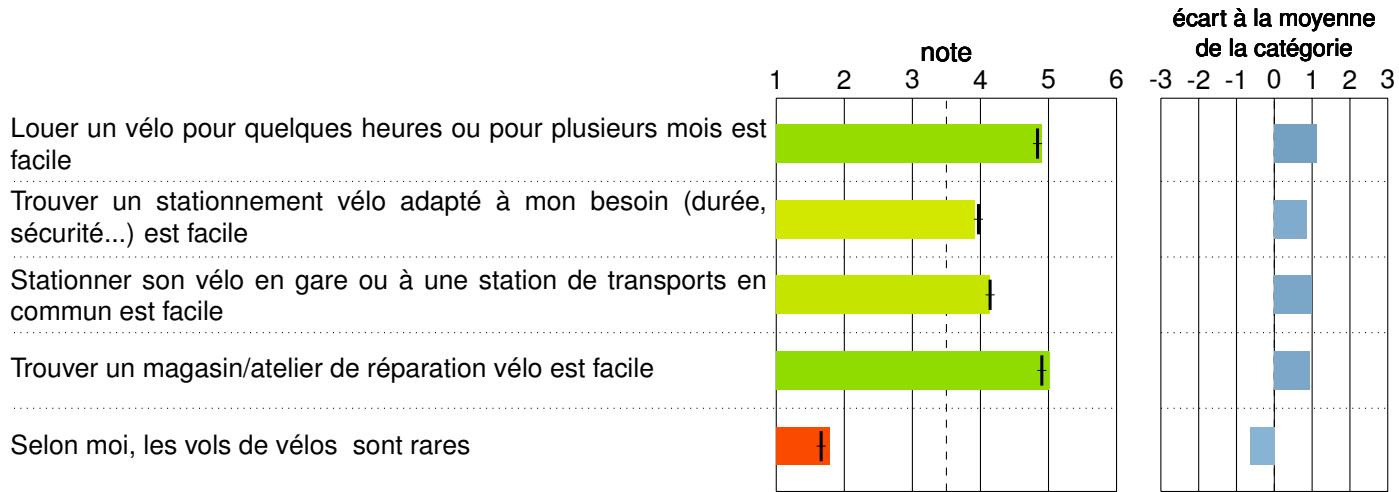 écart à la moyenne
de la catégorie
note
1 2 3 4 5 6
-3 -2 -1 0 1 2 3
Louer un vélo pour quelques heures ou pour plusieurs mois est
facile
Trouver un stationnement vélo adapté à mon besoin (durée,
sécurité...) est facile
Stationner son vélo en gare ou à une station de transports en
commun est facile
Trouver un magasin/atelier de réparation vélo est facile
Selon moi, les vols de vélos sont rares